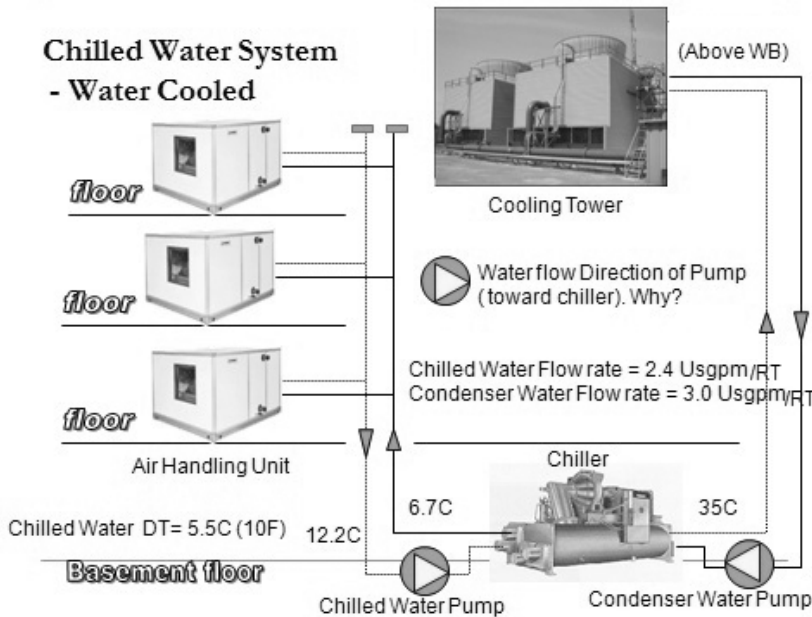 Chilled Water System
- Water Cooled
(Above WB)
floor
Cooling Tower
floor
Water flow Direction of Pump
(toward chiller). Why?
floor
Chilled Water Flow rate = 2.4 Usgpm/RT
Condenser Water Flow rate = 3.0 Usgpm/RT
Air Handling Unit
Chiller
6.7C
35C
Chilled Water DT= 5.5C (10F)
12.2C
Basement floor
Chilled Water Pump
Condenser Water Pump